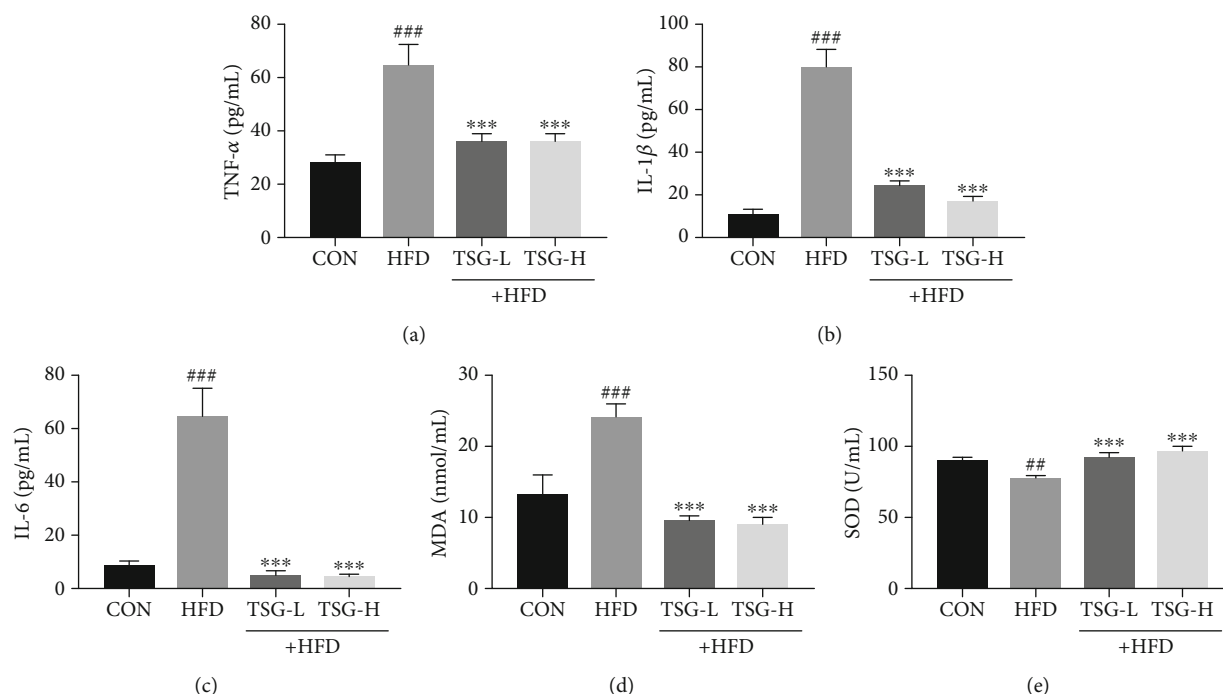 TNF-α (pg/mL)
80
60
40
20
0
###
***
***
CON HFD TSG-L TSG-H
+HFD
(a)
IL-1β (pg/mL)
100
80
60
40
20
0
###
***
***
CON HFD TSG-L TSG-H
+HFD
(b)
IL-6 (pg/mL)
80
60
40
20
0
###
***
***
CON HFD TSG-L TSG-H
+HFD
(c)
MDA (nmol/mL)
30
20
10
0
###
***
***
CON HFD TSG-L TSG-H
+HFD
(d)
SOD (U/mL)
150
100
50
0
##
***
***
CON HFD TSG-L TSG-H
+HFD
(e)